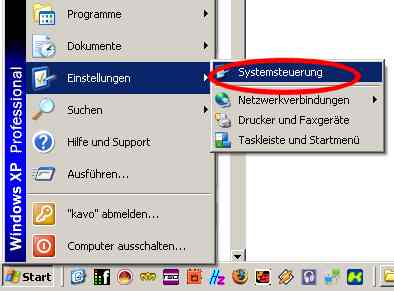 Programme
Dokumente
Einstellungen
Suchen
Hilfe und Support
Ausführen...
"kavo" abmelden...
Computer ausschalten...
Systemsteuerung
Netzwerkverbindungen
Drucker und Faxgeräte
Taskleiste und Startmenü
Windows XP Professional
Start